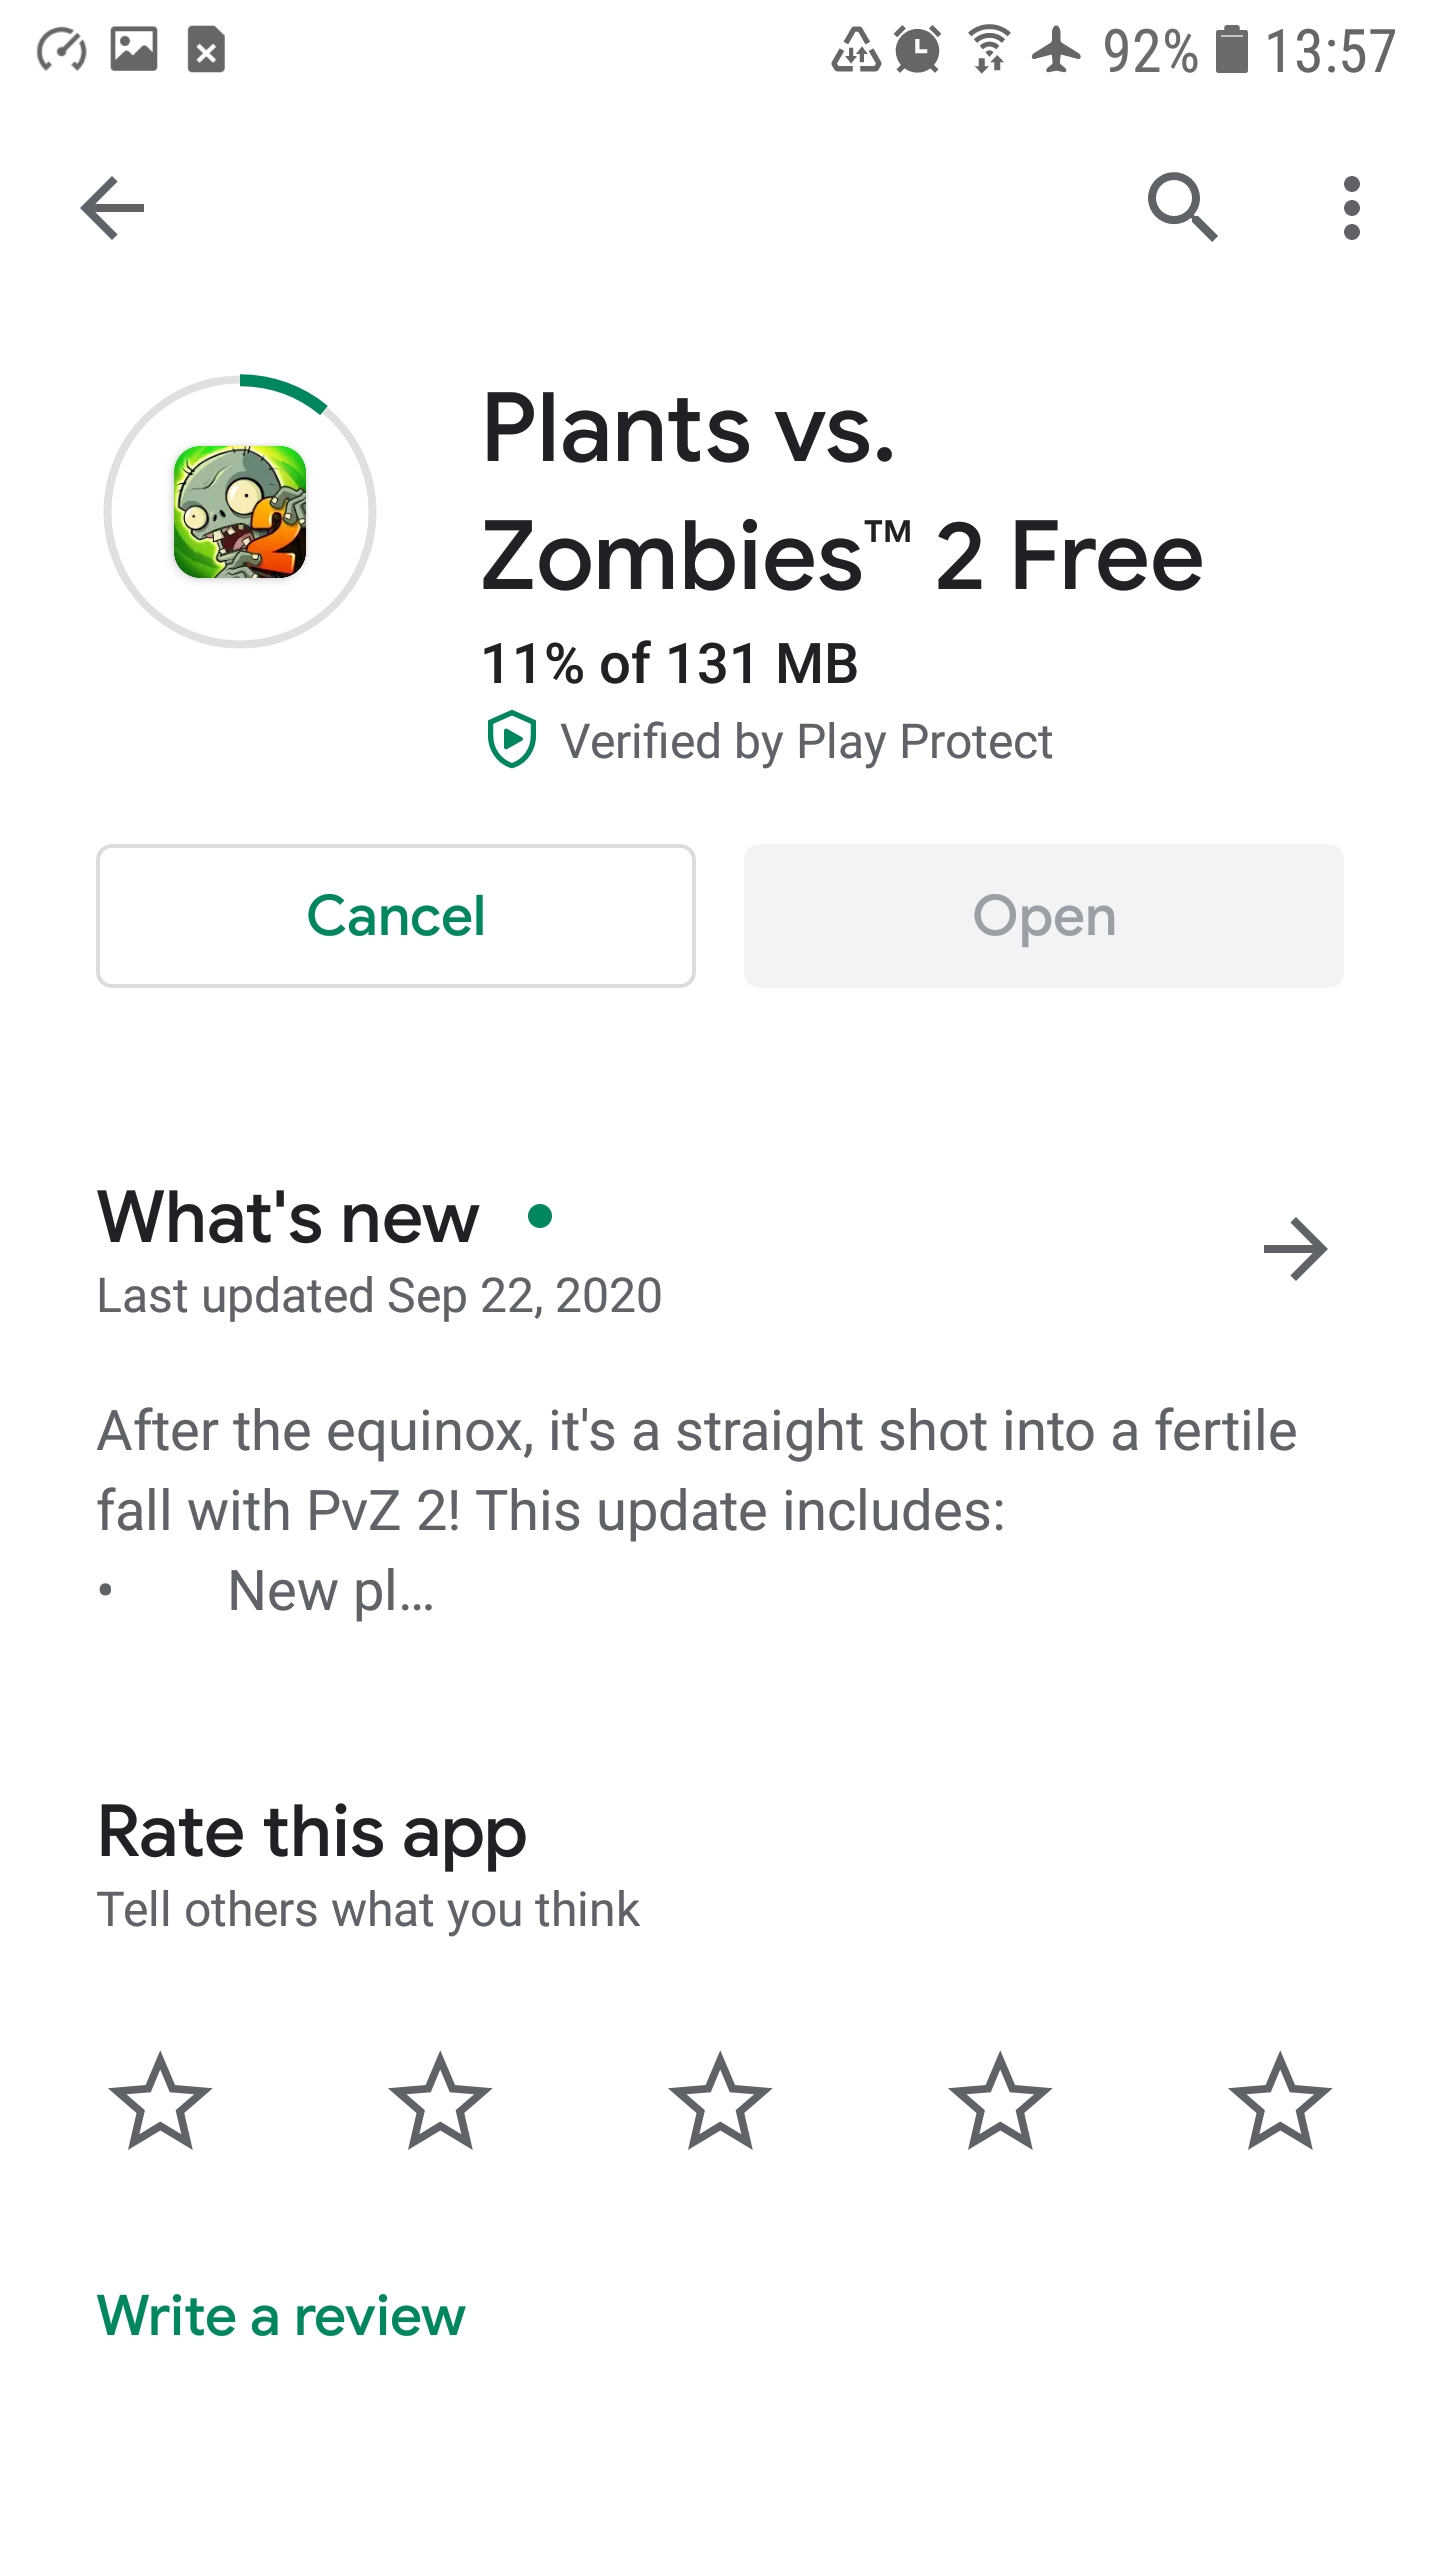 92% 13:57
Plants vs.
Zombies™ 2 Free
11% of 131 MB
Verified by Play Protect
Cancel Open
What's new
Last updated Sep 22, 2020
After the equinox, it's a straight shot into a fertile
fall with PvZ 2! This update includes:
• New pl...
Rate this app
Tell others what you think
Write a review